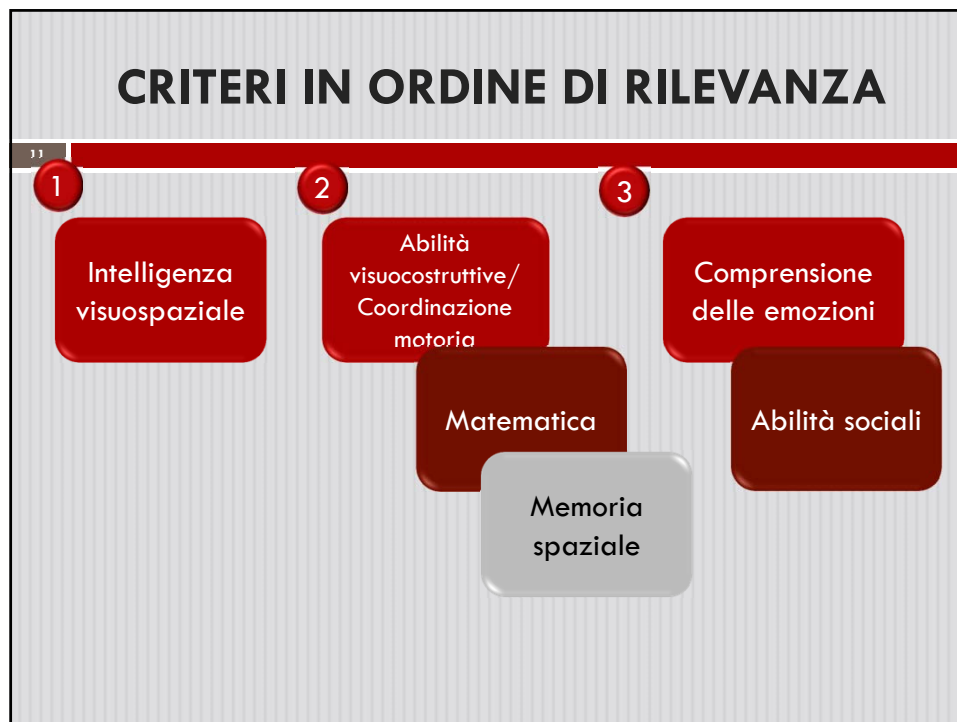 CRITERI IN ORDINE DI RILEVANZA
11
1
2
3
Intelligenza
visuospaziale
Abilità
visuocostruttive/
Coordinazione
motoria
Matematica
Memoria
spaziale
Comprensione
delle emozioni
Abilità sociali